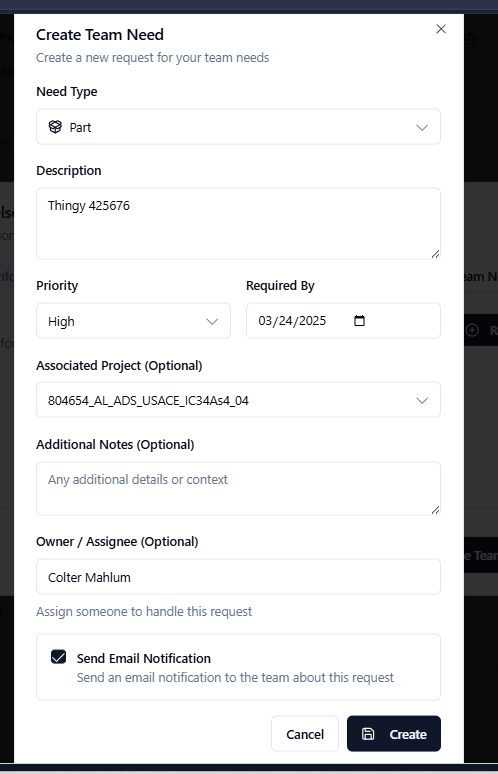 Create Team Need
Create a new request for your team needs
Need Type
Part
Description
Thingy 425676
Priority
Required By
High
03/24/2025
Associated Project (Optional)
804654_AL_ADS_USACE_IC34As4_04
Additional Notes (Optional)
Any additional details or context
Owner / Assignee (Optional)
Colter Mahlum
Assign someone to handle this request
Send Email Notification
Send an email notification to the team about this request
Cancel
Create